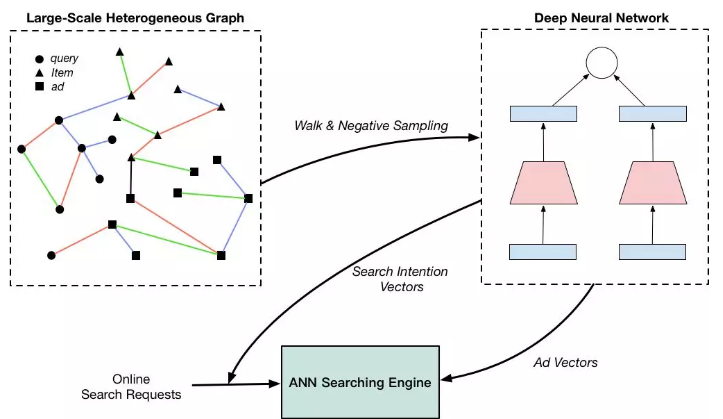 Large-Scale Heterogeneous Graph
Deep Neural Network
query
Item
ad
Walk & Negative Sampling
Search Intention
Vectors
Online
Search Requests
ANN Searching Engine
Ad Vectors